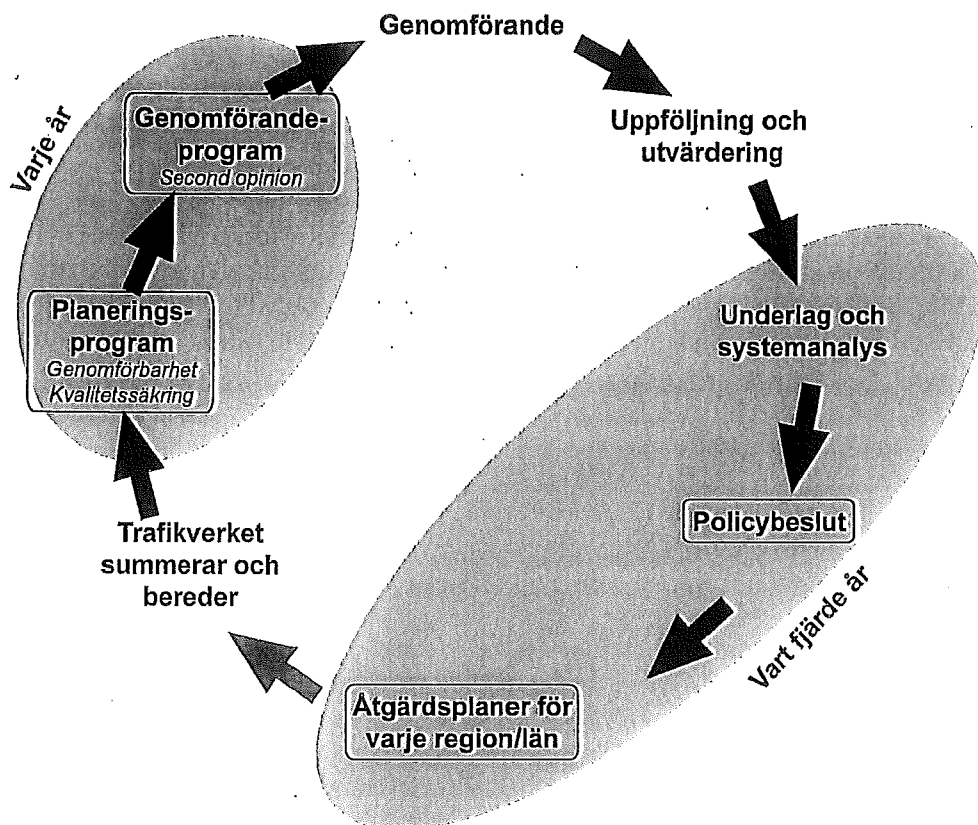 Genomförande
Varje år
Genomförande-
program
Second opinion
Uppföljning och
utvärdering
Planerings-
program
Genomförbarhet
Kvalitetssäkring
Underlag och
systemanalys
Policybeslut
Trafikverket
summerar och
bereder
Vart fjärde år
Åtgärdsplaner för
varje region/län